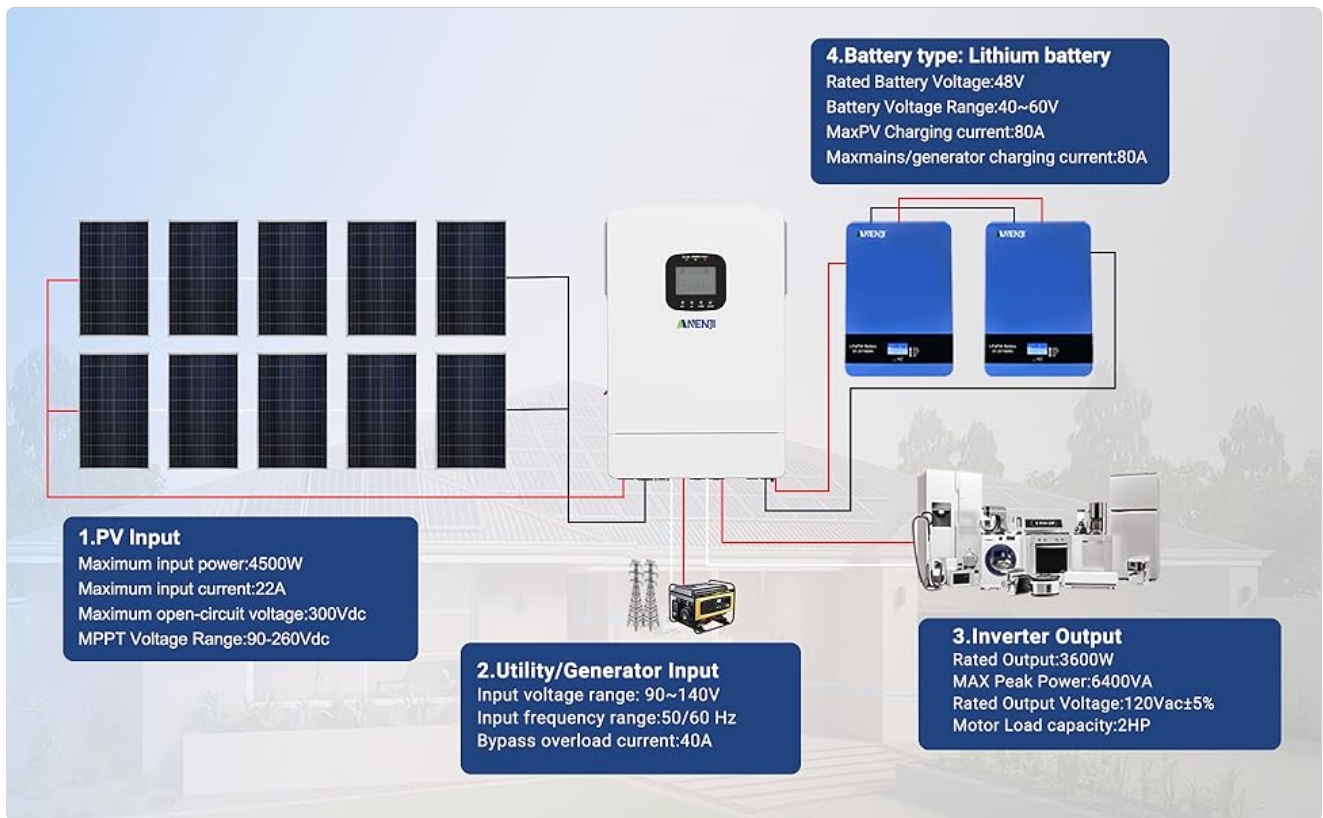 4.Battery type: Lithium battery
Rated Battery Voltage:48V
Battery Voltage Range:40~60V
MaxPV Charging current:80A
Maxmains/generator charging current:80A
ANENJI
ANENJI
ANENJI
1.PV Input
Maximum input power:4500W
Maximum input current:22A
Maximum open-circuit voltage:300Vdc
MPPT Voltage Range:90-260Vdc
2.Utility/Generator Input
Input voltage range: 90~140V
Input frequency range:50/60 Hz
Bypass overload current:40A
3.Inverter Output
Rated Output:3600W
MAX Peak Power:6400VA
Rated Output Voltage:120Vac±5%
Motor Load capacity:2HP